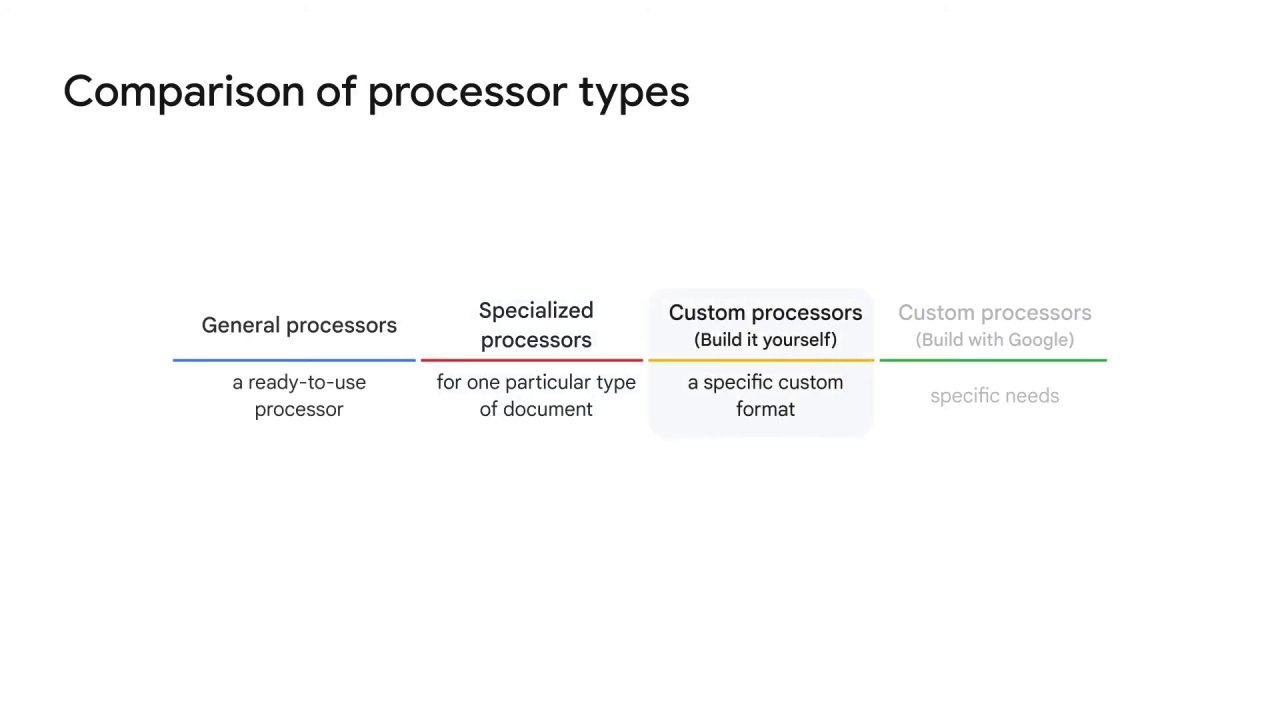 Comparison of processor types
General processors
a ready-to-use
processor
Specialized
processors
for one particular type
of document
Custom processors
(Build it yourself)
a specific custom
format
Custom processors
(Build with Google)
specific needs